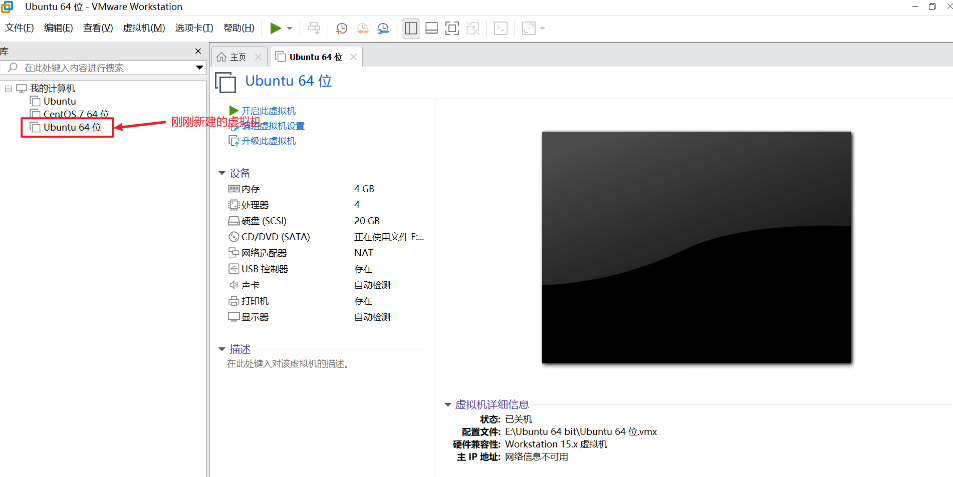 Ubuntu 64 位 - VMware Workstation
文件(F) 编辑(E) 查看(V) 虚拟机(M) 选项卡(T) 帮助(H)
库
在此处键入内容进行搜索
我的计算机
Ubuntu
CentOS 7 64 位
Ubuntu 64 位
刚刚新建的虚拟机
主页
Ubuntu 64 位
Ubuntu 64 位
开启此虚拟机
编辑虚拟机设置
升级此虚拟机
设备
内存 4 GB
处理器 4
硬盘 (SCSI) 20 GB
CD/DVD (SATA) 正在使用文件 E:...
网络适配器 NAT
USB 控制器 存在
声卡 自动检测
打印机 存在
显示器 自动检测
描述
在此处键入对该虚拟机的描述。
虚拟机详细信息
状态: 已关机
配置文件: E:\Ubuntu 64 bit\Ubuntu 64 位.vmx
硬件兼容性: Workstation 15.x 虚拟机
主 IP 地址: 网络信息不可用